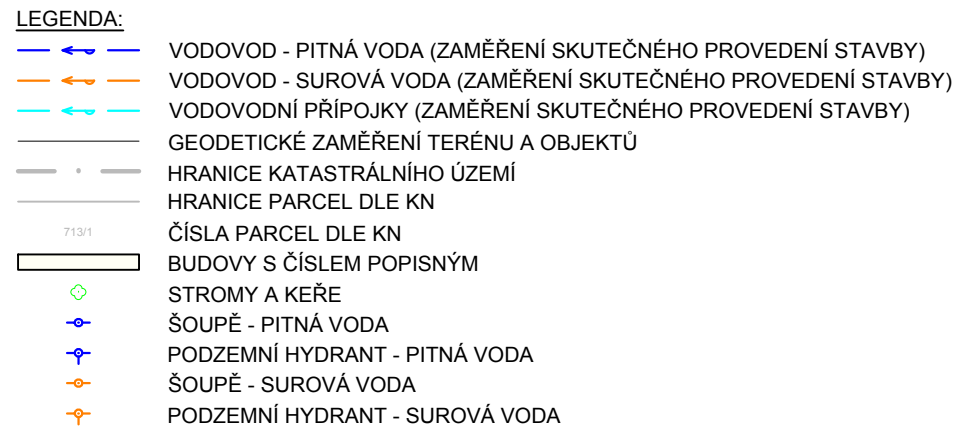 LEGENDA:
VODOVOD - PITNÁ VODA (ZAMĚŘENÍ SKUTEČNÉHO PROVEDENÍ STAVBY)
VODOVOD - SUROVÁ VODA (ZAMĚŘENÍ SKUTEČNÉHO PROVEDENÍ STAVBY)
VODOVODNÍ PŘÍPOJKY (ZAMĚŘENÍ SKUTEČNÉHO PROVEDENÍ STAVBY)
GEODETICKÉ ZAMĚŘENÍ TERÉNU A OBJEKTŮ
HRANICE KATASTRÁLNÍHO ÚZEMÍ
HRANICE PARCEL DLE KN
713/1 ČÍSLA PARCEL DLE KN
BUDOVY S ČÍSLEM POPISNÝM
STROMY A KEŘE
ŠOUPĚ - PITNÁ VODA
PODZEMNÍ HYDRANT - PITNÁ VODA
ŠOUPĚ - SUROVÁ VODA
PODZEMNÍ HYDRANT - SUROVÁ VODA